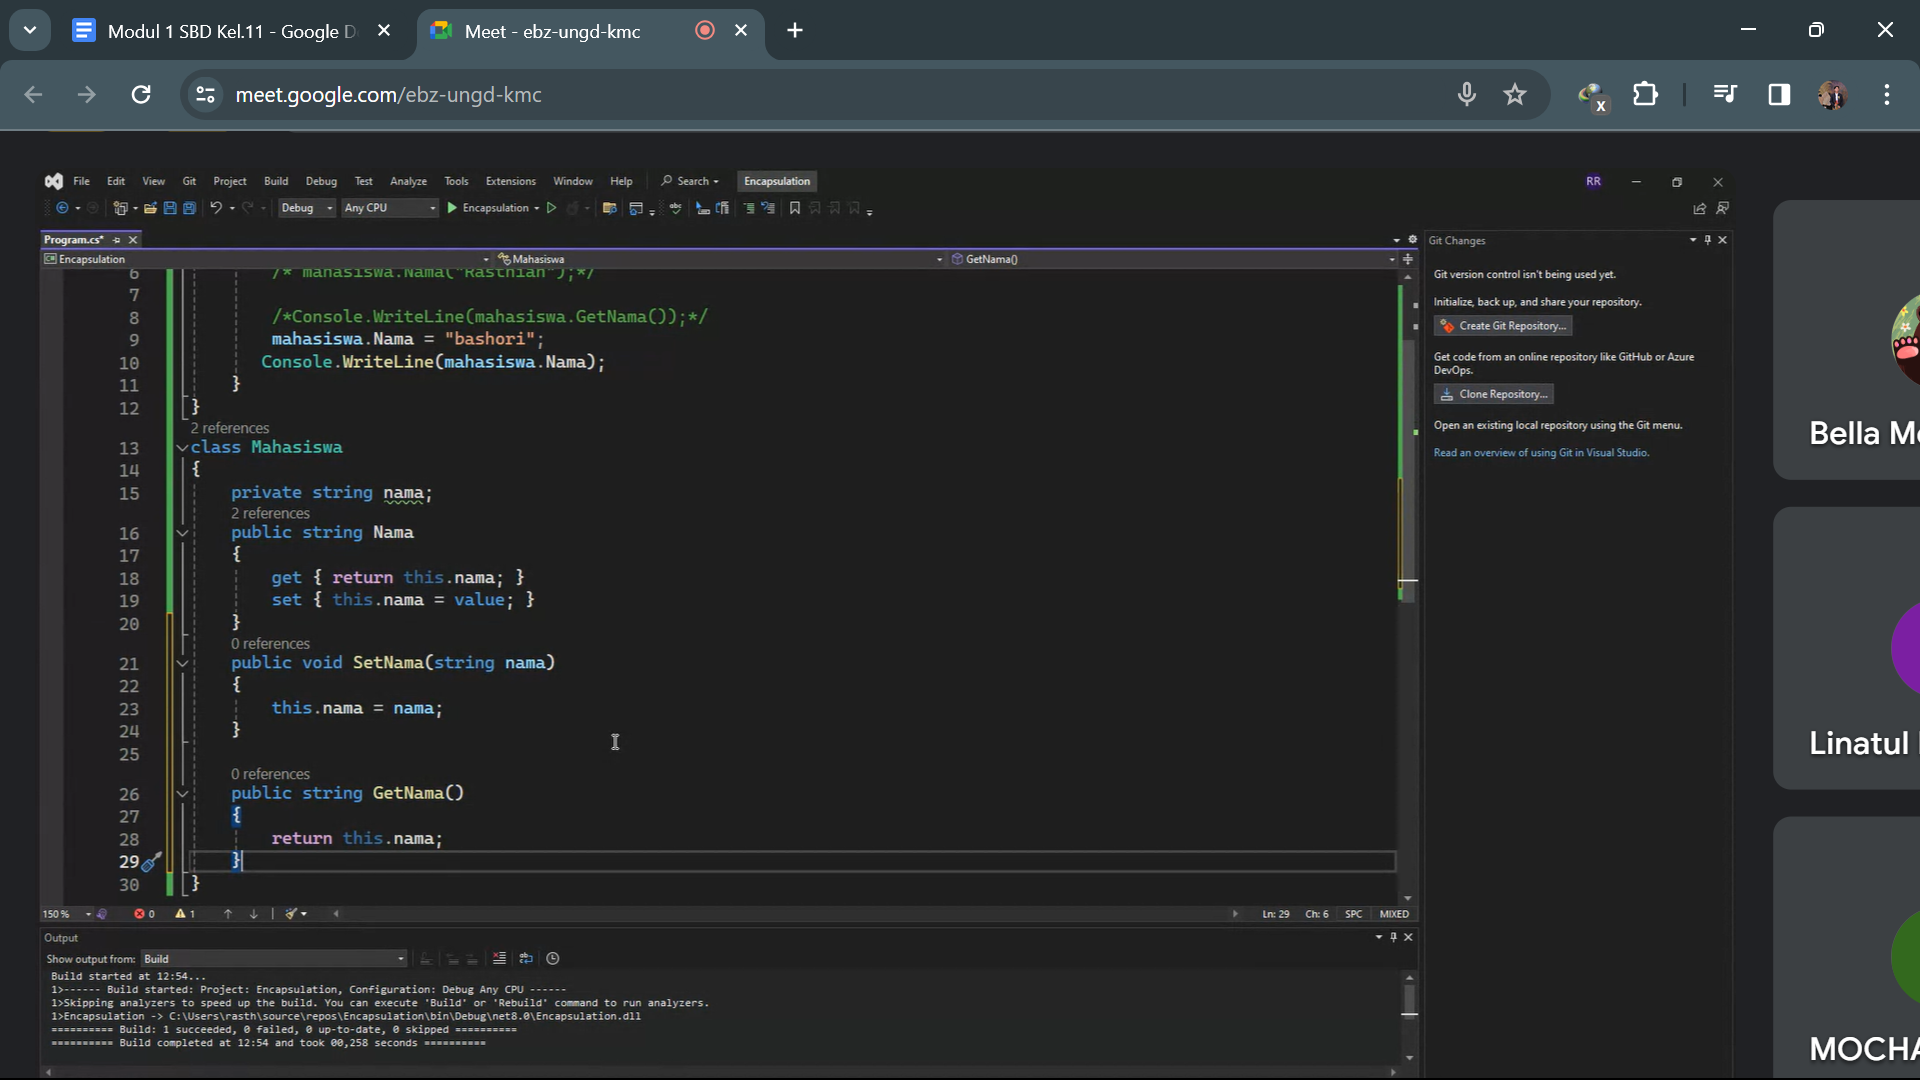 Modul 1 SBD Kel.11 - Google D
Meet - ebz-ungd-kmc
meet.google.com/ebz-ungd-kmc
File Edit View Git Project Build Debug Test Analyze Tools Extensions Window Help Search Encapsulation RR
Debug Any CPU Encapsulation
Program.cs*
Encapsulation Mahasiswa GetNama()
6 /* mahasiswa.Nama("Rasthian");*/
7
8 /*Console.WriteLine(mahasiswa.GetNama());*/
9 mahasiswa.Nama = "bashori";
10 Console.WriteLine(mahasiswa.Nama);
11 }
12 }
2 references
13 class Mahasiswa
14 {
15 private string nama;
2 references
16 public string Nama
17 {
18 get { return this.nama; }
19 set { this.nama = value; }
20 }
0 references
21 public void SetNama(string nama)
22 {
23 this.nama = nama;
24 }
25
0 references
26 public string GetNama()
27 {
28 return this.nama;
29 }
30 }
150 % 0 1 Ln: 29 Ch: 6 SPC MIXED
Output
Show output from: Build
Build started at 12:54...
1>------ Build started: Project: Encapsulation, Configuration: Debug Any CPU ------
1>Skipping analyzers to speed up the build. You can execute 'Build' or 'Rebuild' command to run analyzers.
1>Encapsulation -> C:\Users\rasth\source\repos\Encapsulation\bin\Debug\net8.0\Encapsulation.dll
========== Build: 1 succeeded, 0 failed, 0 up-to-date, 0 skipped ==========
========== Build completed at 12:54 and took 00,258 seconds ==========
Git Changes
Git version control isn't being used yet.
Initialize, back up, and share your repository.
Create Git Repository...
Get code from an online repository like GitHub or Azure
DevOps.
Clone Repository...
Open an existing local repository using the Git menu.
Read an overview of using Git in Visual Studio.
Bella M
Linatul
MOCHA